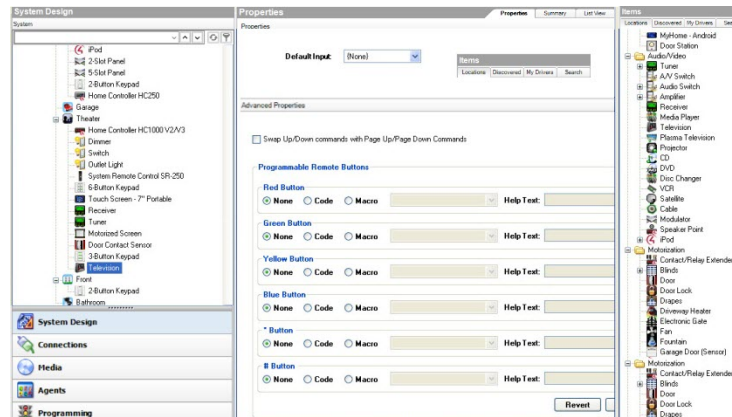 System Design
System
iPod
2-Slot Panel
5-Slot Panel
2-Button Keypad
Home Controller HC250
Garage
Theater
Home Controller HC1000 V2/V3
Dimmer
Switch
Outlet Light
System Remote Control SR-250
6-Button Keypad
Touch Screen - 7" Portable
Receiver
Tuner
Motorized Screen
Door Contact Sensor
3-Button Keypad
Television
Front
2-Button Keypad
Bathroom
System Design
Connections
Media
Agents
Programming
Properties
Properties Summary List View
Properties
Default Input: (None)
Items
Locations Discovered My Drivers Search
Advanced Properties
Swap Up/Down commands with Page Up/Page Down Commands
Programmable Remote Buttons
Red Button
None Code Macro Help Text:
Green Button
None Code Macro Help Text:
Yellow Button
None Code Macro Help Text:
Blue Button
None Code Macro Help Text:
* Button
None Code Macro Help Text:
# Button
None Code Macro Help Text:
Revert
Items
Locations Discovered My Drivers Sea
MyHome - Android
Door Station
Audio/Video
Tuner
A/V Switch
Audio Switch
Amplifier
Receiver
Media Player
Television
Plasma Television
Projector
CD
DVD
Disc Changer
VCR
Satellite
Cable
Modulator
Speaker Point
iPod
Motorization
Contact/Relay Extender
Blinds
Door
Door Lock
Drapes
Driveway Heater
Electronic Gate
Fan
Fountain
Garage Door (Sensor)
Motorization
Contact/Relay Extender
Blinds
Door
Door Lock
Drapes